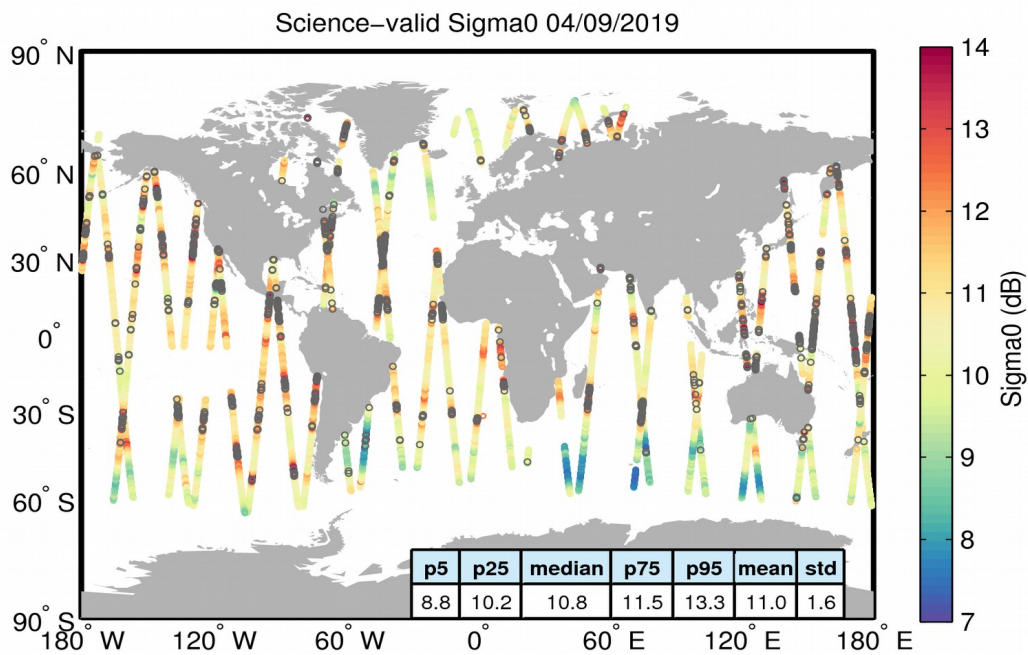 Science−valid Sigma0 04/09/2019
90° N
60° N
30° N
0°
30° S
60° S
90° S
180° W
120° W
60° W
0°
60° E
120° E
180° E
p5 p25 median p75 p95 mean std
8.8 10.2 10.8 11.5 13.3 11.0 1.6
14
13
12
11
10
9
8
7
Sigma0 (dB)